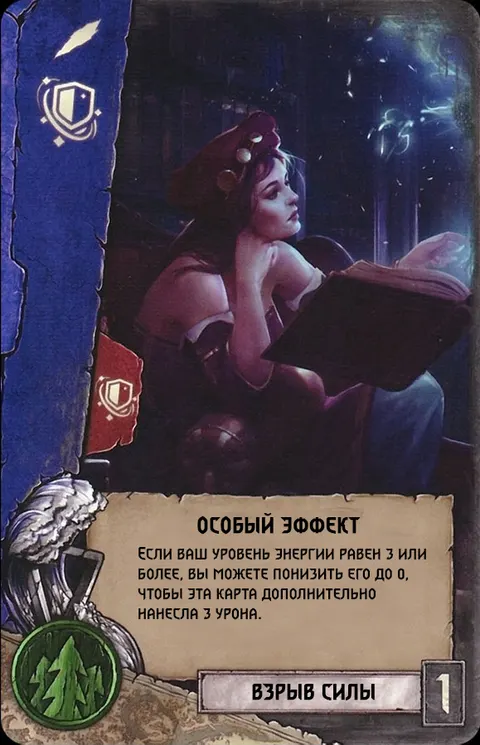 ОСОБЫЙ ЭФФЕКТ
ЕСЛИ ВАШ УРОВЕНЬ ЭНЕРГИИ РАВЕН 3 ИЛИ
БОЛЕЕ, ВЫ МОЖЕТЕ ПОНИЗИТЬ ЕГО ДО 0,
ЧТОБЫ ЭТА КАРТА ДОПОЛНИТЕЛЬНО
НАНЕСЛА 3 УРОНА.
ВЗРЫВ СИЛЫ
1